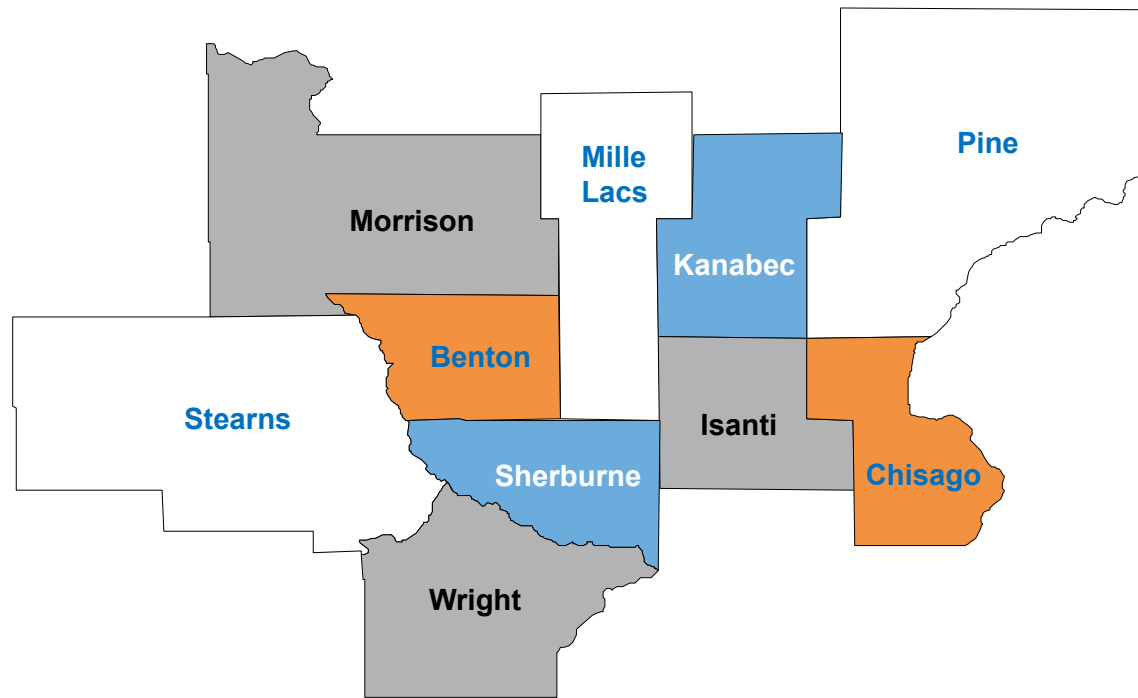 Pine
Mille
Lacs
Morrison
Kanabec
Benton
Stearns
Isanti
Sherburne
Chisago
Wright